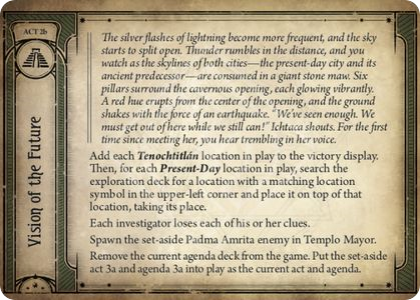 ACT 2b
Vision of the Future
The silver flashes of lightning become more frequent, and the sky
starts to split open. Thunder rumbles in the distance, and you
watch as the skylines of both cities—the present-day city and its
ancient predecessor—are consumed in a giant stone maw. Six
pillars surround the cavernous opening, each glowing vibrantly.
A red hue erupts from the center of the opening, and the ground
shakes with the force of an earthquake. “We’ve seen enough. We
must get out of here while we still can!” Ichtaca shouts. For the first
time since meeting her, you hear trembling in her voice.
Add each Tenochtitlán location in play to the victory display.
Then, for each Present-Day location in play, search the
exploration deck for a location with a matching location
symbol in the upper-left corner and place it on top of that
location, taking its place.
Each investigator loses each of his or her clues.
Spawn the set-aside Padma Amrita enemy in Templo Mayor.
Remove the current agenda deck from the game. Put the set-aside
act 3a and agenda 3a into play as the current act and agenda.